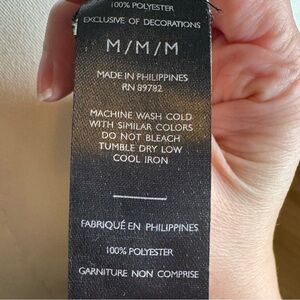 100% POLYESTER
EXCLUSIVE OF DECORATIONS
M/M/M
MADE IN PHILIPPINES
RN 89782
MACHINE WASH COLD
WITH SIMILAR COLORS
DO NOT BLEACH
TUMBLE DRY LOW
COOL IRON
FABRIQUÉ EN PHILIPPINES
100% POLYESTER
GARNITURE NON COMPRISE